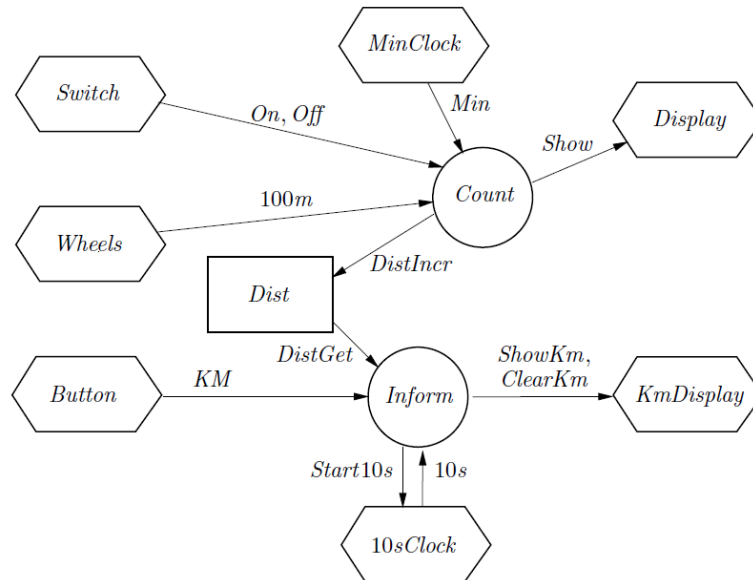 MinClock
Switch
Min
Display
On, Off
Show
Count
100m
Wheels
DistIncr
Dist
DistGet
ShowKm,
ClearKm
Button
KM
Inform
KmDisplay
Start10s
10s
10sClock